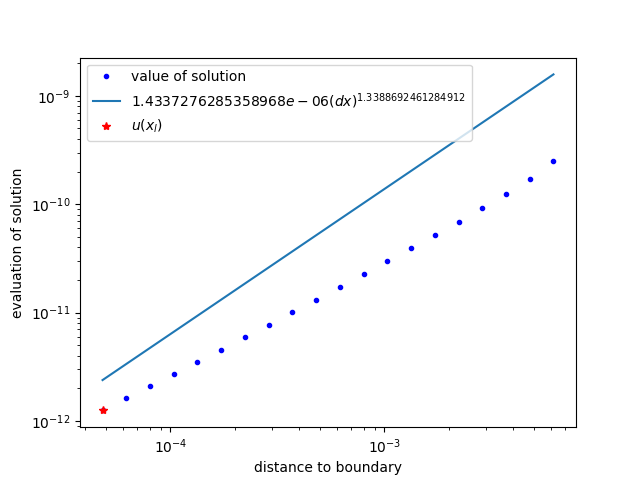 value of solution
1.4337276285358968e − 06(dx)^1.3388692461284912
u(x_l)
10^−9
10^−10
10^−11
10^−12
evaluation of solution
10^−4
10^−3
distance to boundary